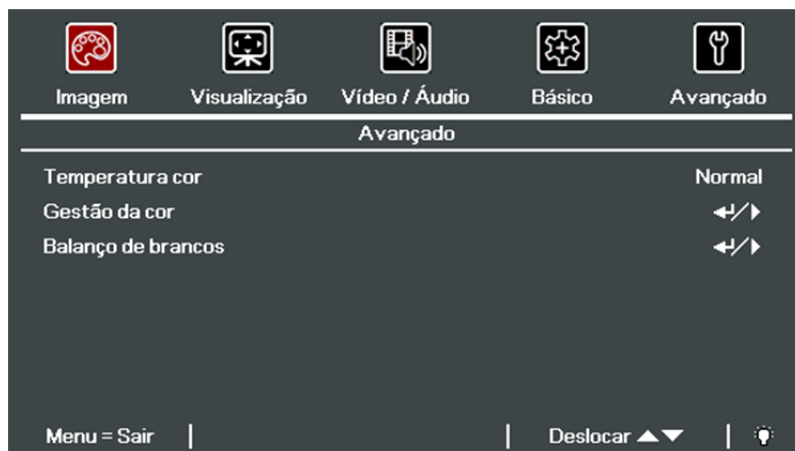 Imagem Visualização Vídeo / Áudio Básico Avançado
Avançado
Temperatura cor Normal
Gestão da cor
Balanço de brancos
Menu = Sair Deslocar